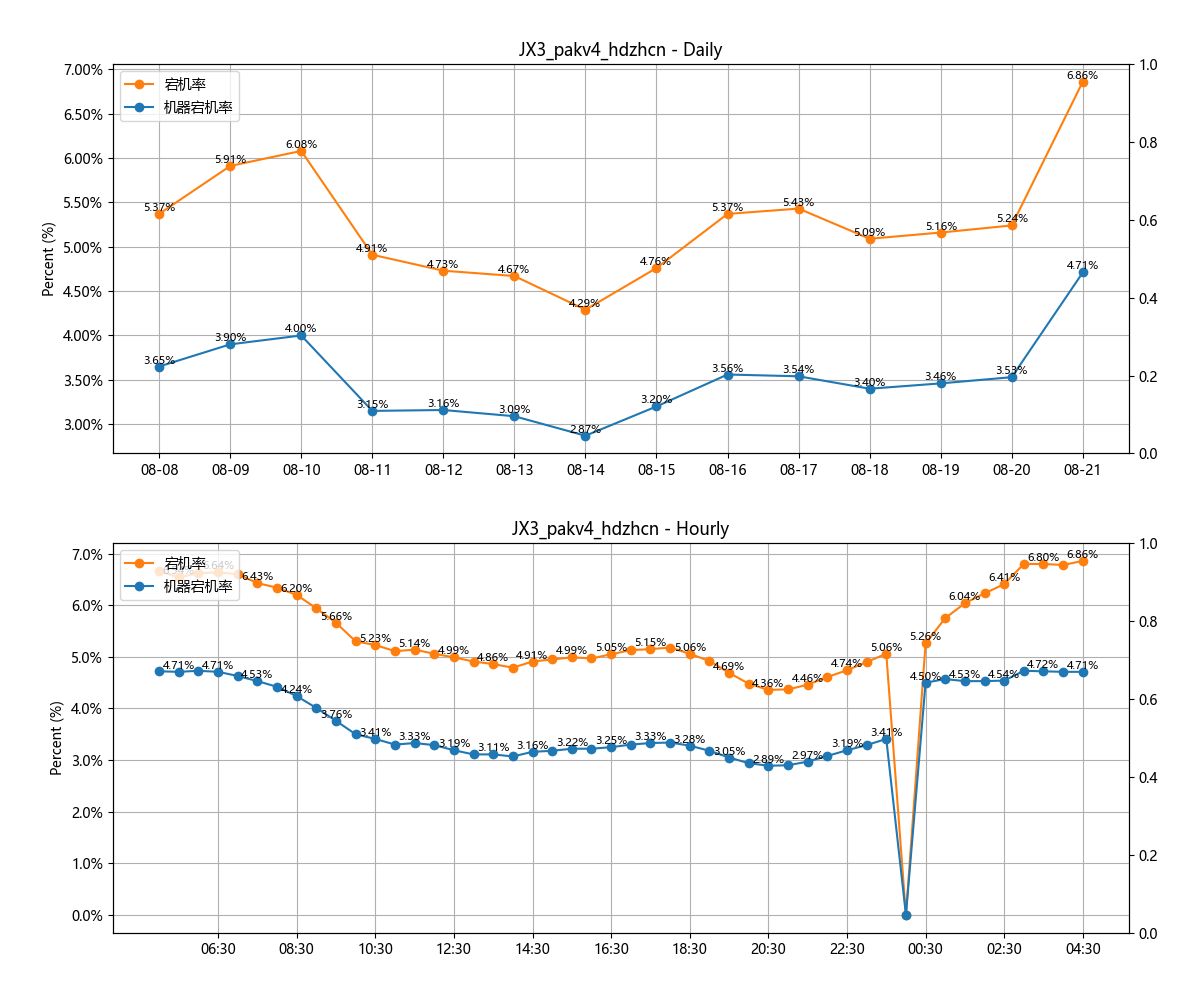 JX3_pakv4_hdzhcn - Daily
宕机率
机器宕机率
Percent (%)
7.00%
6.50%
6.00%
5.50%
5.00%
4.50%
4.00%
3.50%
3.00%
1.0
0.8
0.6
0.4
0.2
0.0
5.37% 5.91% 6.08% 4.91% 4.73% 4.67% 4.29% 4.76% 5.37% 5.43% 5.09% 5.16% 5.24% 6.86%
3.65% 3.90% 4.00% 3.15% 3.16% 3.09% 2.87% 3.20% 3.56% 3.54% 3.40% 3.46% 3.53% 4.71%
08-08 08-09 08-10 08-11 08-12 08-13 08-14 08-15 08-16 08-17 08-18 08-19 08-20 08-21
JX3_pakv4_hdzhcn - Hourly
宕机率
机器宕机率
Percent (%)
7.0%
6.0%
5.0%
4.0%
3.0%
2.0%
1.0%
0.0%
1.0
0.8
0.6
0.4
0.2
0.0
6.64% 6.43% 6.20% 5.66% 5.23% 5.14% 4.99% 4.86% 4.91% 4.99% 5.05% 5.15% 5.06% 4.69% 4.36% 4.46% 4.74% 5.06% 5.26% 6.04% 6.41% 6.80% 6.86%
4.71% 4.71% 4.53% 4.24% 3.76% 3.41% 3.33% 3.19% 3.11% 3.16% 3.22% 3.25% 3.33% 3.28% 3.05% 2.89% 2.97% 3.19% 3.41% 4.50% 4.53% 4.54% 4.72% 4.71%
06:30 08:30 10:30 12:30 14:30 16:30 18:30 20:30 22:30 00:30 02:30 04:30